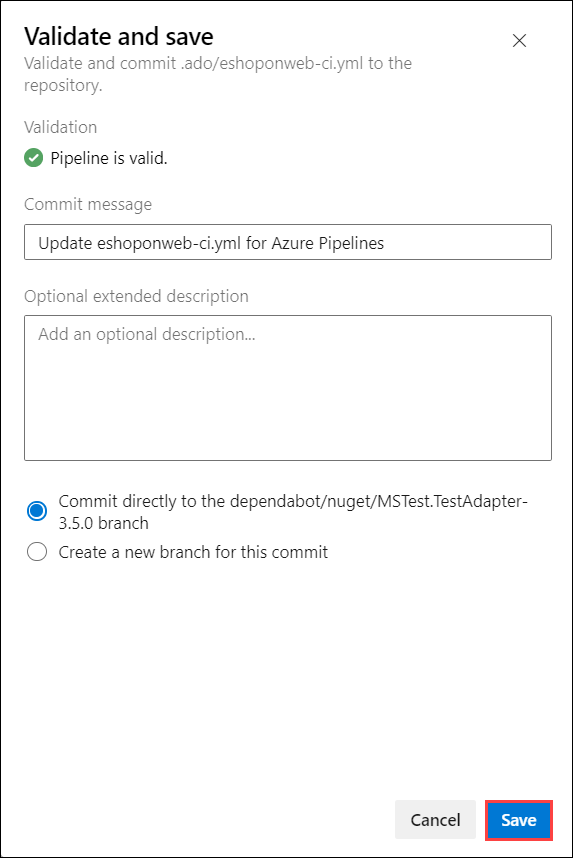 Validate and save
Validate and commit .ado/eshoponweb-ci.yml to the
repository.
Validation
Pipeline is valid.
Commit message
Update eshoponweb-ci.yml for Azure Pipelines
Optional extended description
Add an optional description...
Commit directly to the dependabot/nuget/MSTest.TestAdapter-
3.5.0 branch
Create a new branch for this commit
Cancel
Save